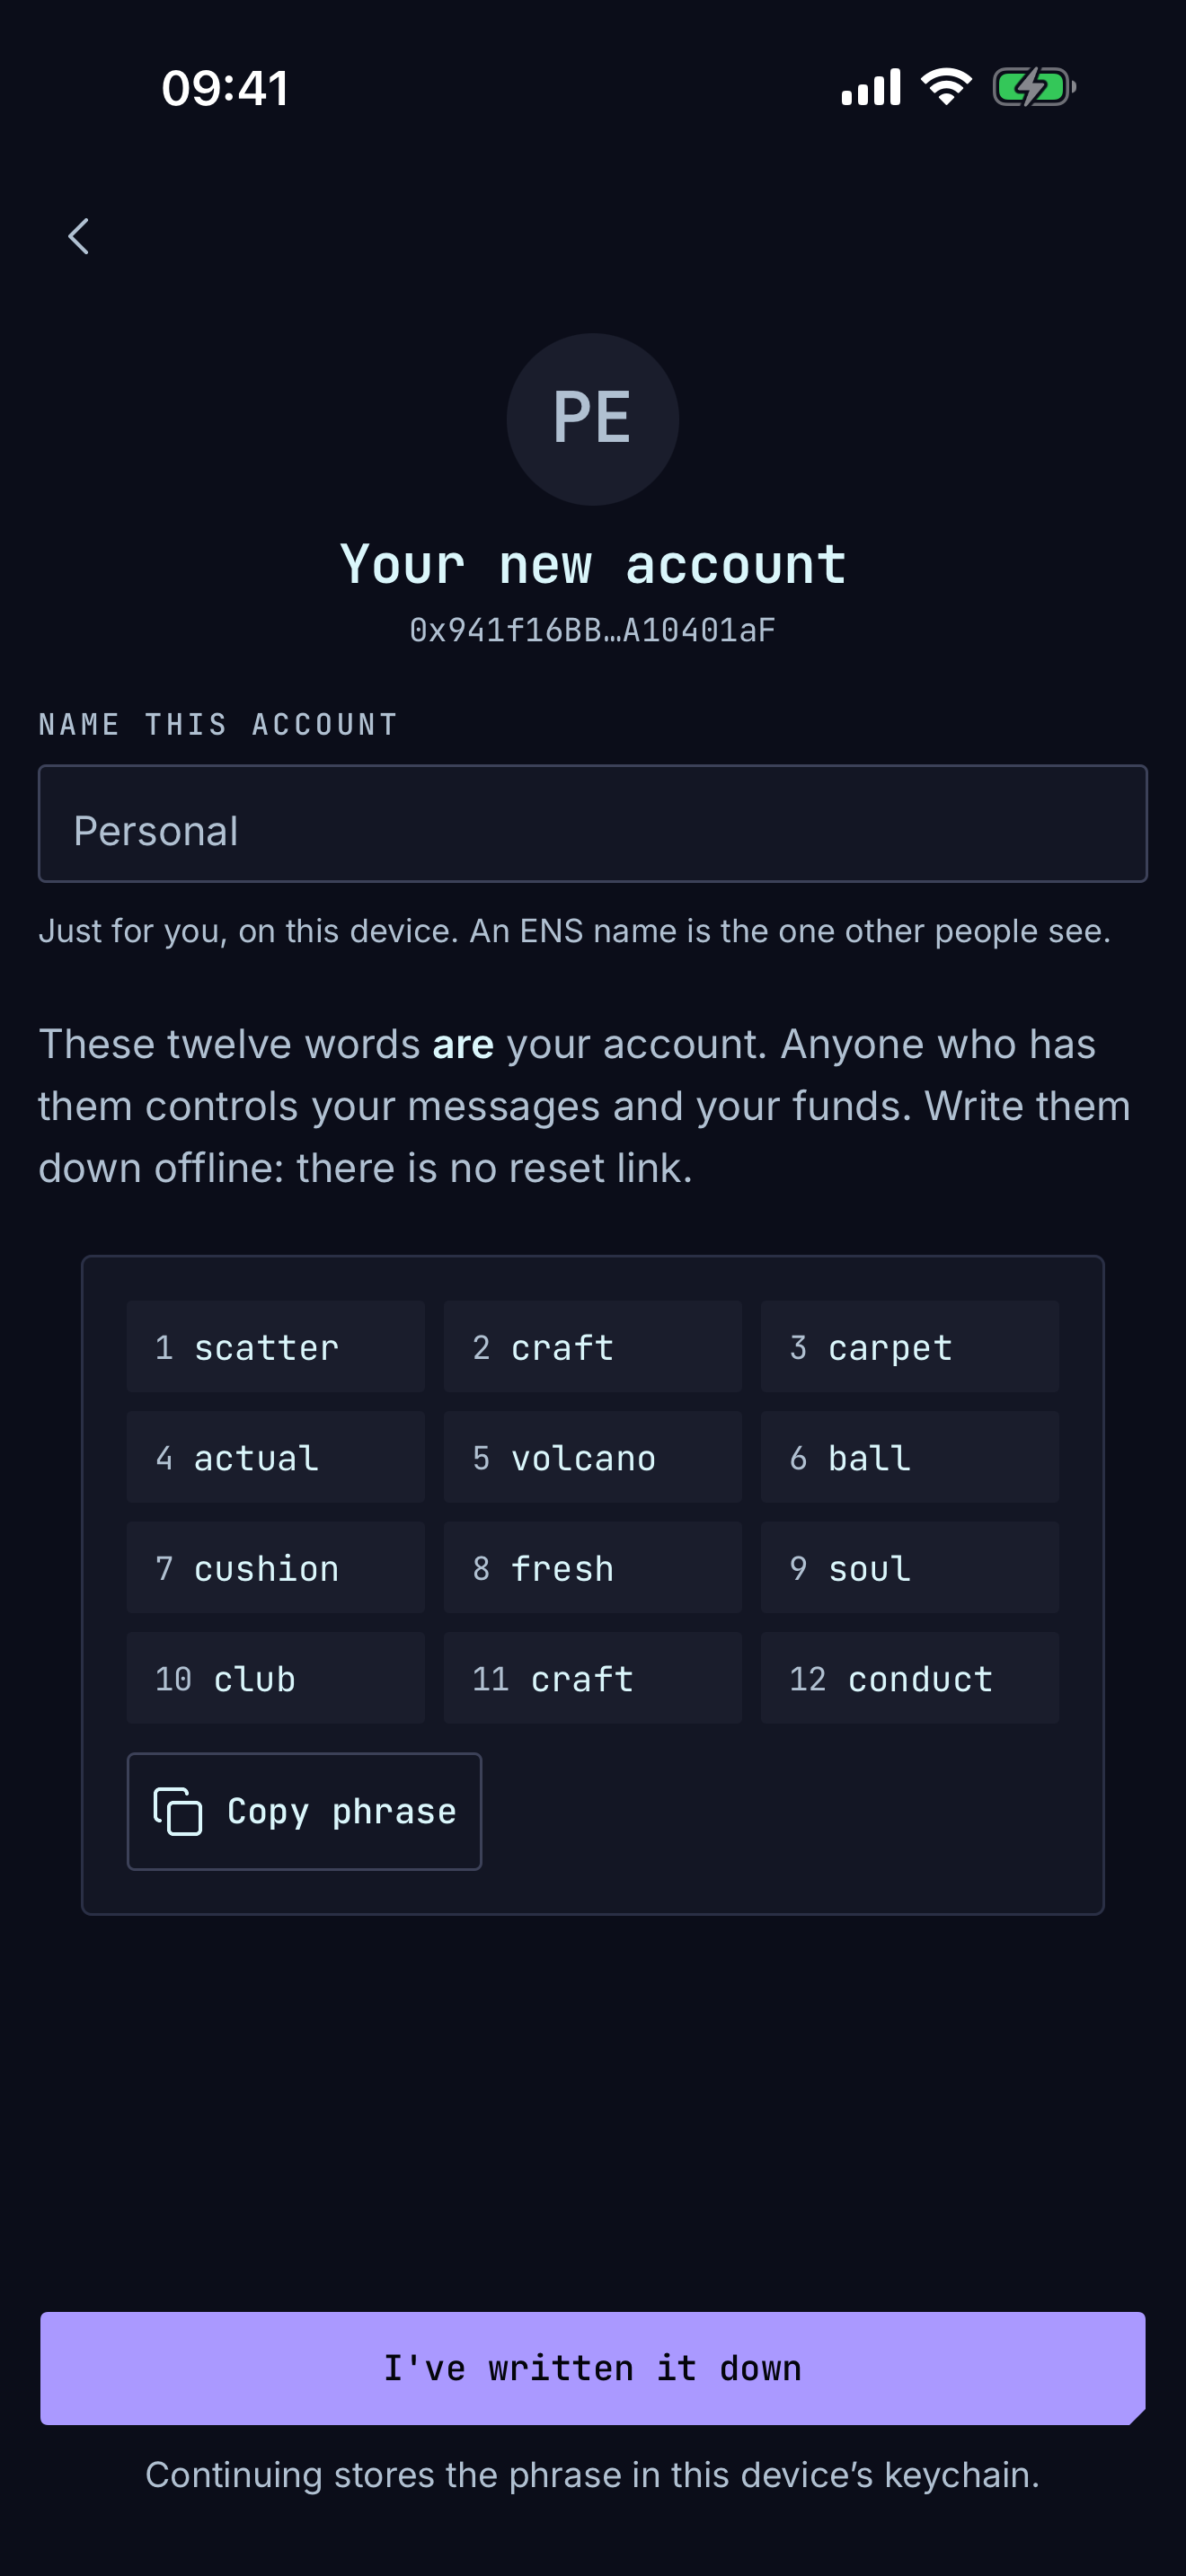 09:41
PE
Your new account
0x941f16BB…A10401aF
NAME THIS ACCOUNT
Personal
Just for you, on this device. An ENS name is the one other people see.
These twelve words are your account. Anyone who has
them controls your messages and your funds. Write them
down offline: there is no reset link.
1 scatter
2 craft
3 carpet
4 actual
5 volcano
6 ball
7 cushion
8 fresh
9 soul
10 club
11 craft
12 conduct
Copy phrase
I've written it down
Continuing stores the phrase in this device’s keychain.